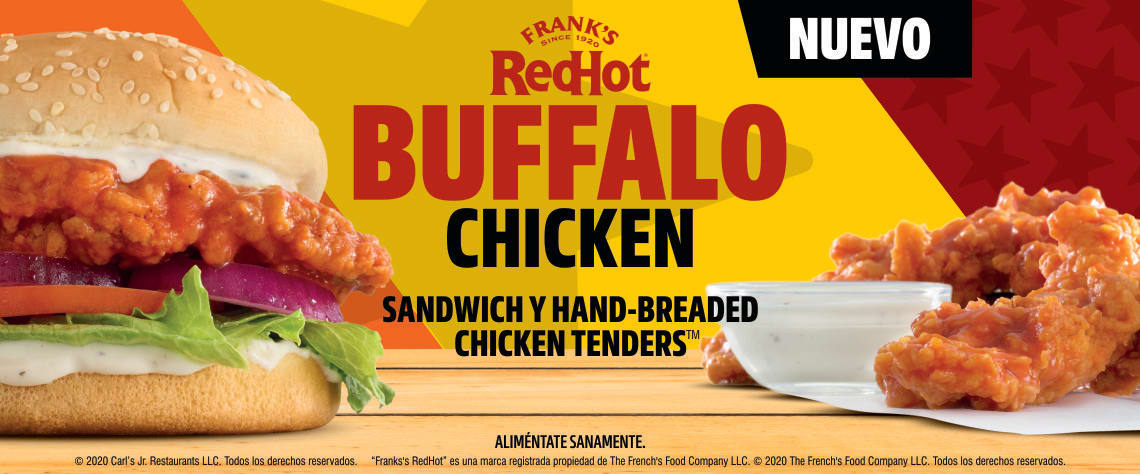 NUEVO
FRANK'S
SINCE 1920
RedHot®
BUFFALO
CHICKEN
SANDWICH Y HAND-BREADED
CHICKEN TENDERS™
ALIMÉNTATE SANAMENTE.
© 2020 Carl's Jr. Restaurants LLC. Todos los derechos reservados. "Franks's RedHot" es una marca registrada propiedad de The French's Food Company LLC. © 2020 The French's Food Company LLC. Todos los derechos reservados.